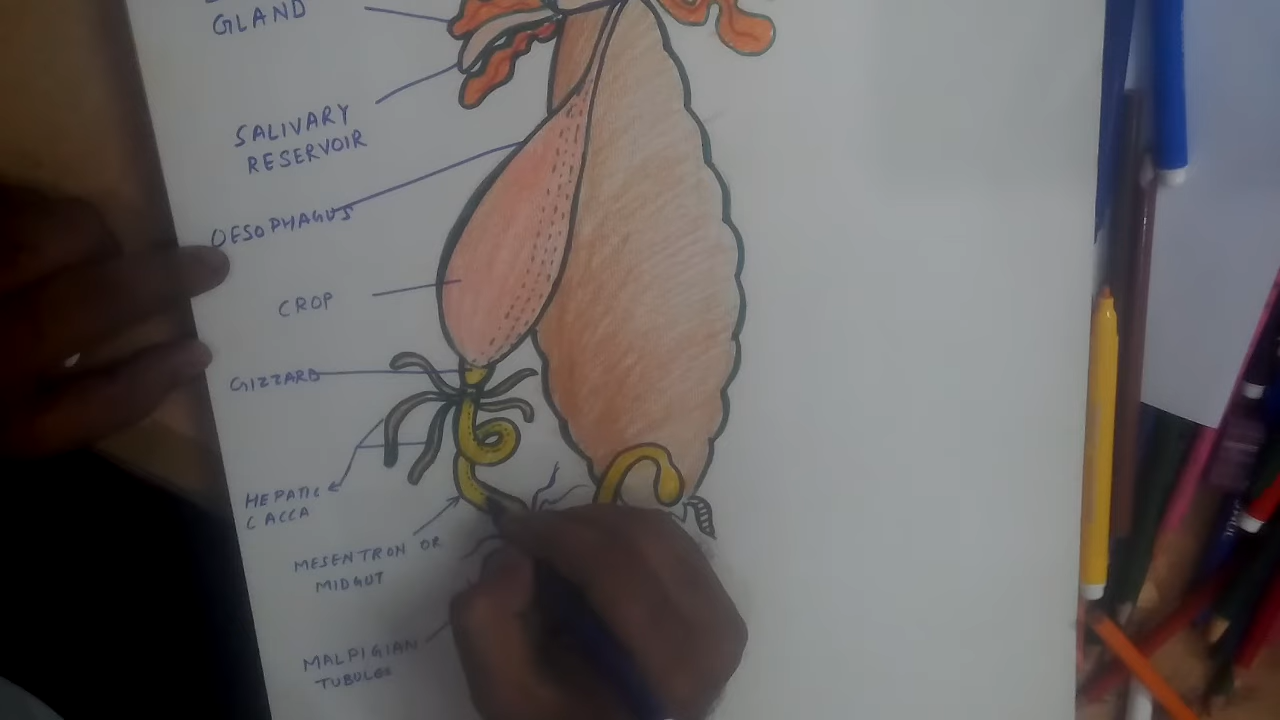 GLAND
SALIVARY
RESERVOIR
OESOPHAGUS
CROP
GIZZARD
HEPATIC
CACCA
MESENTRON OR
MIDGUT
MALPIGIAN
TUBULES